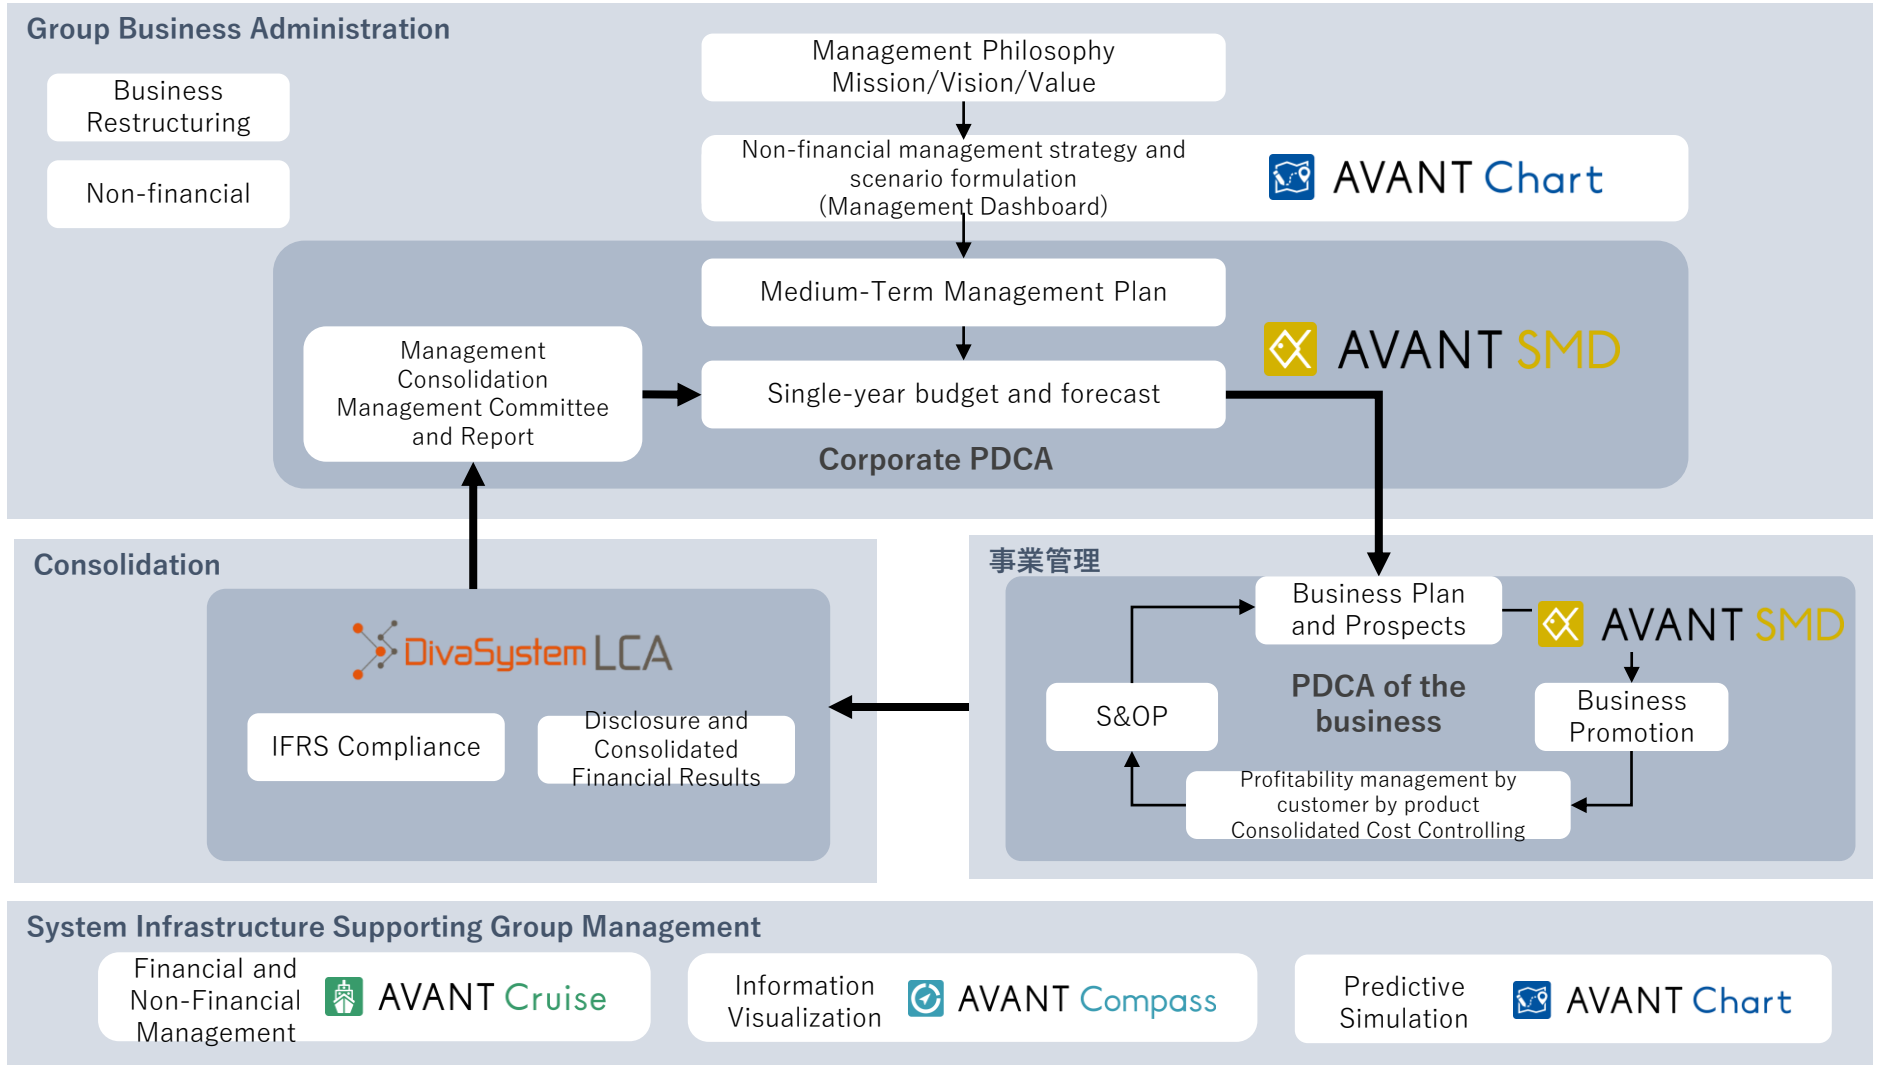 Group Business Administration
Business
Restructuring
Non-financial
Management Philosophy
Mission/Vision/Value
Non-financial management strategy and
scenario formulation
(Management Dashboard)
AVANT Chart
Medium-Term Management Plan
Management
Consolidation
Management Committee
and Report
Single-year budget and forecast
AVANT SMD
Corporate PDCA
Consolidation
DivaSystem LCA
IFRS Compliance
Disclosure and
Consolidated
Financial Results
事業管理
Business Plan
and Prospects
AVANT SMD
PDCA of the
business
S&OP
Business
Promotion
Profitability management by
customer by product
Consolidated Cost Controlling
System Infrastructure Supporting Group Management
Financial and
Non-Financial
Management
AVANT Cruise
Information
Visualization
AVANT Compass
Predictive
Simulation
AVANT Chart